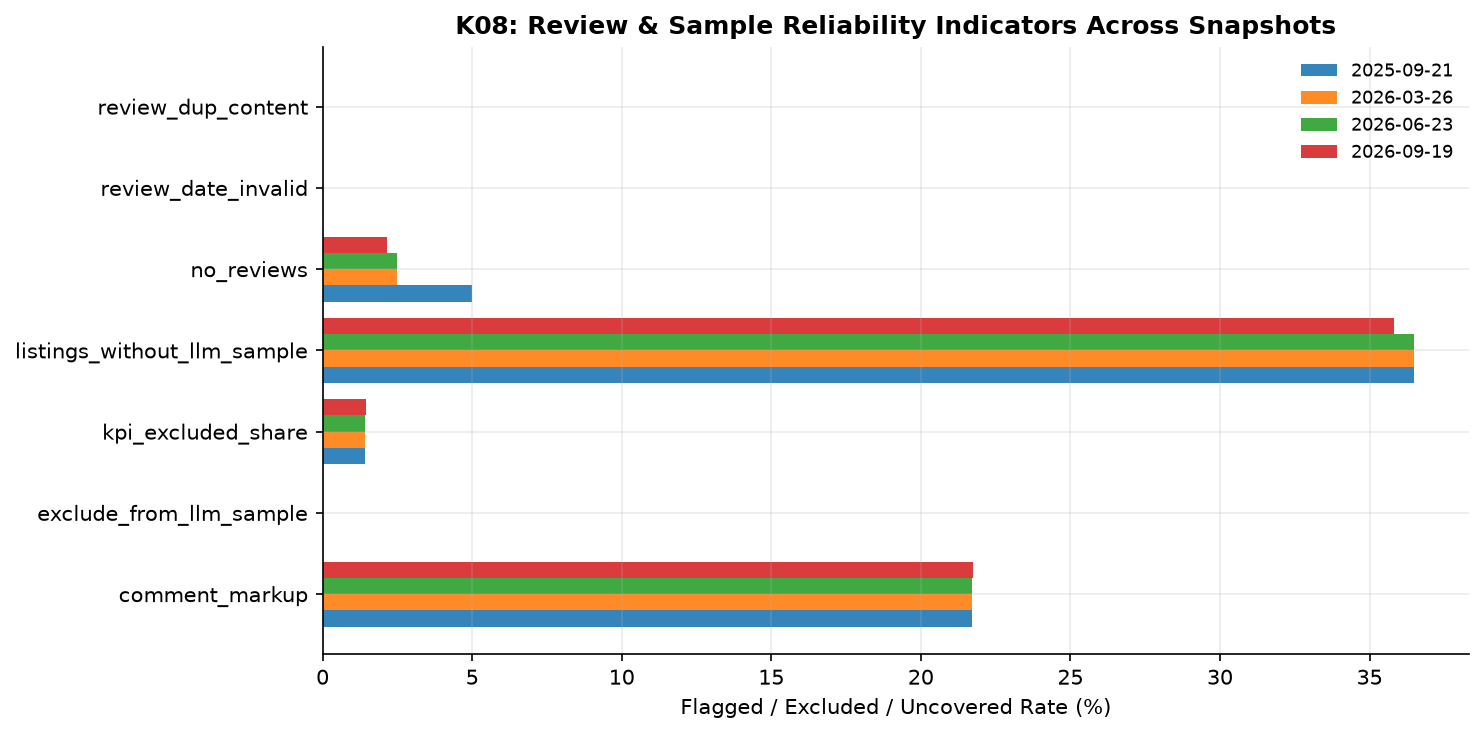 K08: Review & Sample Reliability Indicators Across Snapshots
2025-09-21
2026-03-26
2026-06-23
2026-09-19
review_dup_content
review_date_invalid
no_reviews
listings_without_llm_sample
kpi_excluded_share
exclude_from_llm_sample
comment_markup
0 5 10 15 20 25 30 35
Flagged / Excluded / Uncovered Rate (%)